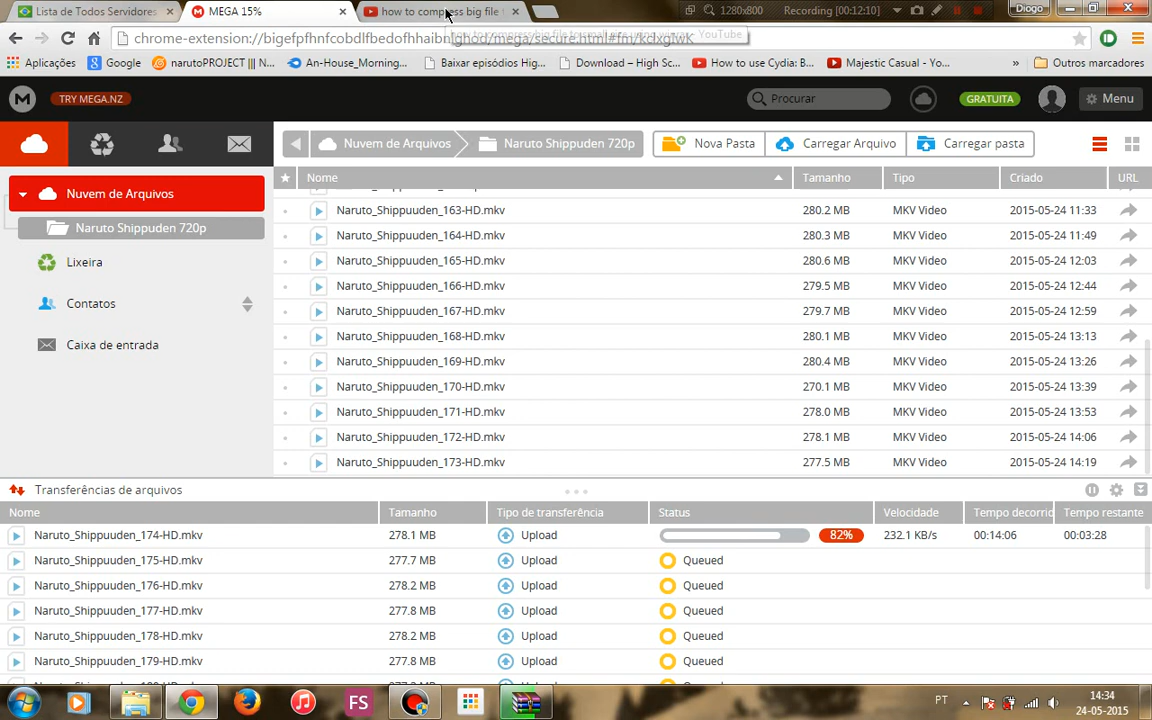 Lista de Todos Servidores
MEGA 15%
how to compress big file
1280x800
Recording [00:12:10]
Diogo
chrome-extension://bigefpfhnfcobdlfbedofhhaibnlghod/mega/secure.html#fm/kdxgiwK
- YouTube
Aplicações
Google
narutoPROJECT ||| N...
An-House_Morning...
Baixar episódios Hig...
Download – High Sc...
How to use Cydia: B...
Majestic Casual - Yo...
»
Outros marcadores
M
TRY MEGA.NZ
Procurar
GRATUITA
Menu
Nuvem de Arquivos
Naruto Shippuden 720p
Nova Pasta
Carregar Arquivo
Carregar pasta
Nuvem de Arquivos
Naruto Shippuden 720p
Lixeira
Contatos
Caixa de entrada
Nome Tamanho Tipo Criado URL
Naruto_Shippuuden_163-HD.mkv 280.2 MB MKV Video 2015-05-24 11:33
Naruto_Shippuuden_164-HD.mkv 280.3 MB MKV Video 2015-05-24 11:49
Naruto_Shippuuden_165-HD.mkv 280.6 MB MKV Video 2015-05-24 12:03
Naruto_Shippuuden_166-HD.mkv 279.5 MB MKV Video 2015-05-24 12:44
Naruto_Shippuuden_167-HD.mkv 279.7 MB MKV Video 2015-05-24 12:59
Naruto_Shippuuden_168-HD.mkv 280.1 MB MKV Video 2015-05-24 13:13
Naruto_Shippuuden_169-HD.mkv 280.4 MB MKV Video 2015-05-24 13:26
Naruto_Shippuuden_170-HD.mkv 270.1 MB MKV Video 2015-05-24 13:39
Naruto_Shippuuden_171-HD.mkv 278.0 MB MKV Video 2015-05-24 13:53
Naruto_Shippuuden_172-HD.mkv 278.1 MB MKV Video 2015-05-24 14:06
Naruto_Shippuuden_173-HD.mkv 277.5 MB MKV Video 2015-05-24 14:19
Transferências de arquivos
Nome Tamanho Tipo de transferência Status Velocidade Tempo decorrid Tempo restante
Naruto_Shippuuden_174-HD.mkv 278.1 MB Upload 82% 232.1 KB/s 00:14:06 00:03:28
Naruto_Shippuuden_175-HD.mkv 277.7 MB Upload Queued
Naruto_Shippuuden_176-HD.mkv 278.2 MB Upload Queued
Naruto_Shippuuden_177-HD.mkv 277.8 MB Upload Queued
Naruto_Shippuuden_178-HD.mkv 278.2 MB Upload Queued
Naruto_Shippuuden_179-HD.mkv 277.8 MB Upload Queued
FS
PT
14:34
24-05-2015